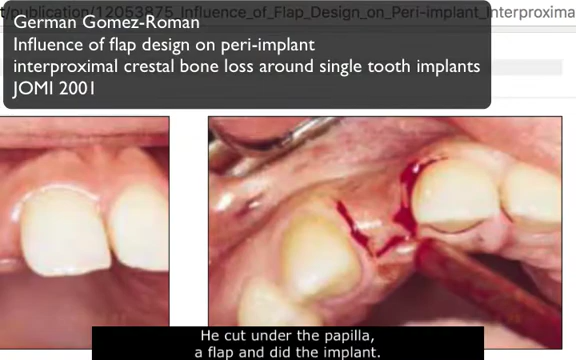 t/publication/12053875_Influence_of_Flap_Design_on_Peri-implant_Interproxima
German Gomez-Roman
Influence of flap design on peri-implant
interproximal crestal bone loss around single tooth implants
JOMI 2001
He cut under the papilla,
a flap and did the implant.